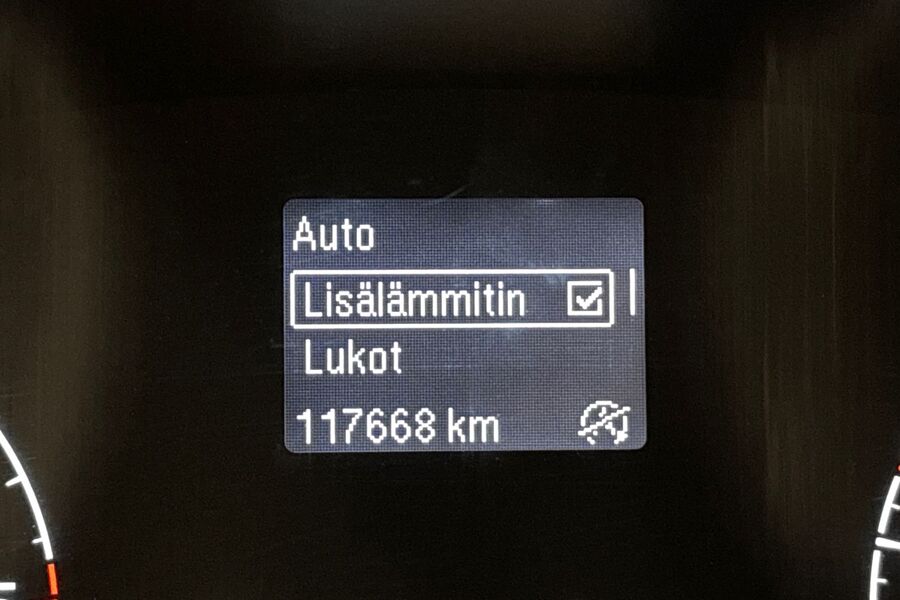 Auto
Lisälämmitin
Lukot
117668 km